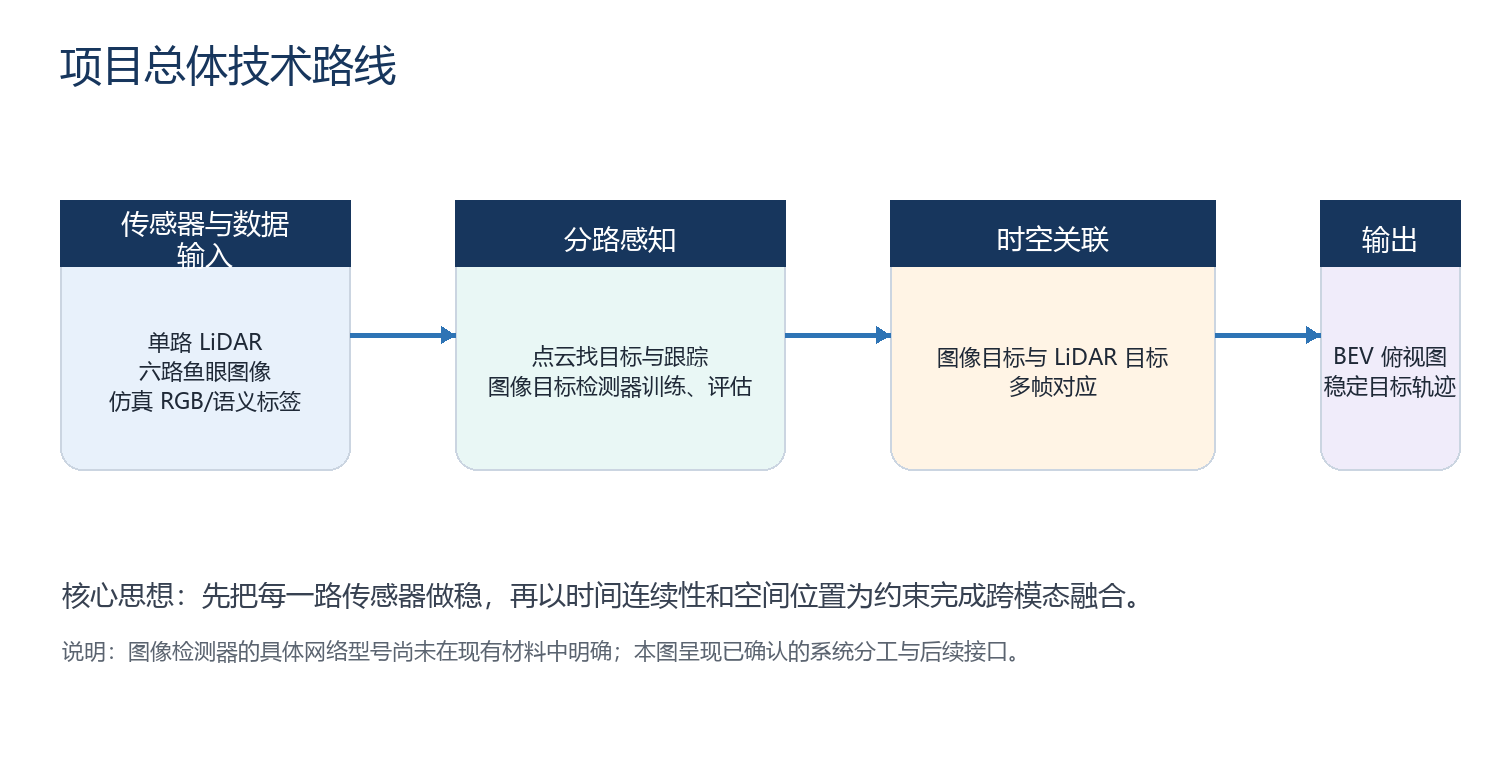 项目总体技术路线
传感器与数据
输入
单路 LiDAR
六路鱼眼图像
仿真 RGB/语义标签
分路感知
点云找目标与跟踪
图像目标检测器训练、评估
时空关联
图像目标与 LiDAR 目标
多帧对应
输出
BEV 俯视图
稳定目标轨迹
核心思想：先把每一路传感器做稳，再以时间连续性和空间位置为约束完成跨模态融合。
说明：图像检测器的具体网络型号尚未在现有材料中明确；本图呈现已确认的系统分工与后续接口。